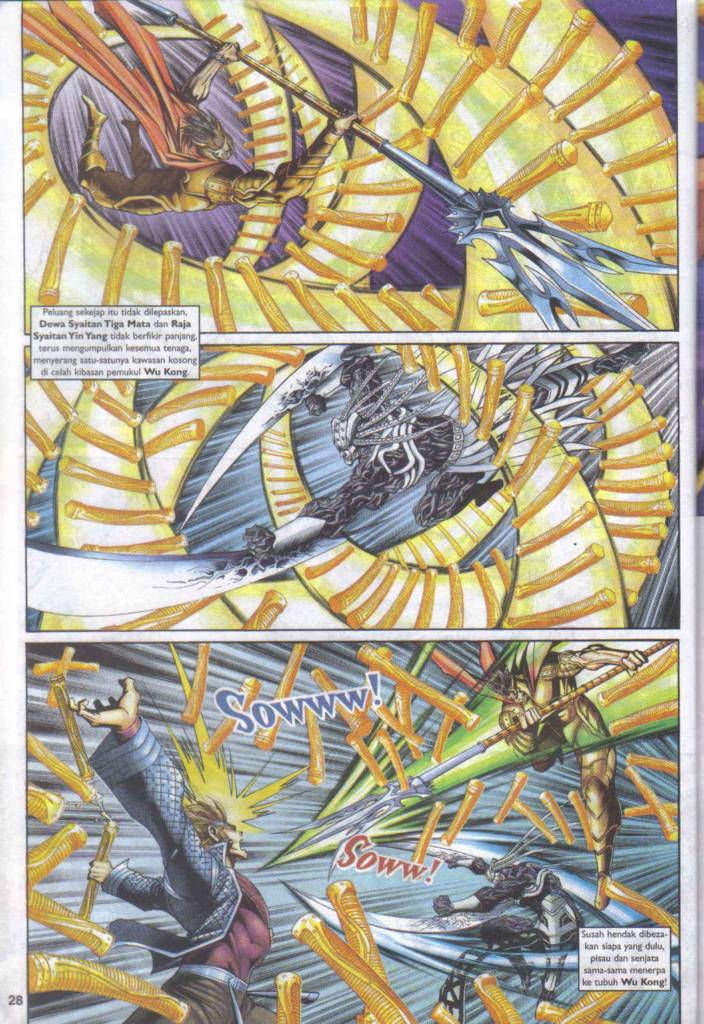 Peluang sekejap itu tidak dilepaskan,
Dewa Syaitan Tiga Mata dan Raja
Syaitan Yin Yang tidak berfikir panjang,
terus mengumpulkan kesemua tenaga,
menyerang satu-satunya kawasan kosong
di celah kibasan pemukul Wu Kong.
Sowww!
Soww!
Susah hendak dibeza-
kan siapa yang dulu,
pisau dan senjata
sama-sama menerpa
ke tubuh Wu Kong!
28